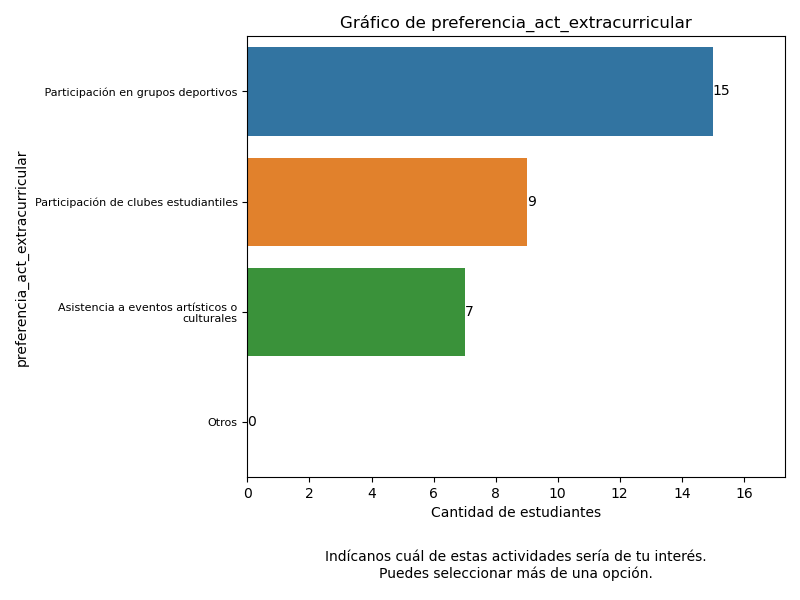 Gráfico de preferencia_act_extracurricular
preferencia_act_extracurricular
Participación en grupos deportivos
15
Participación de clubes estudiantiles
9
Asistencia a eventos artísticos o
culturales
7
Otros
0
0 2 4 6 8 10 12 14 16
Cantidad de estudiantes
Indícanos cuál de estas actividades sería de tu interés.
Puedes seleccionar más de una opción.